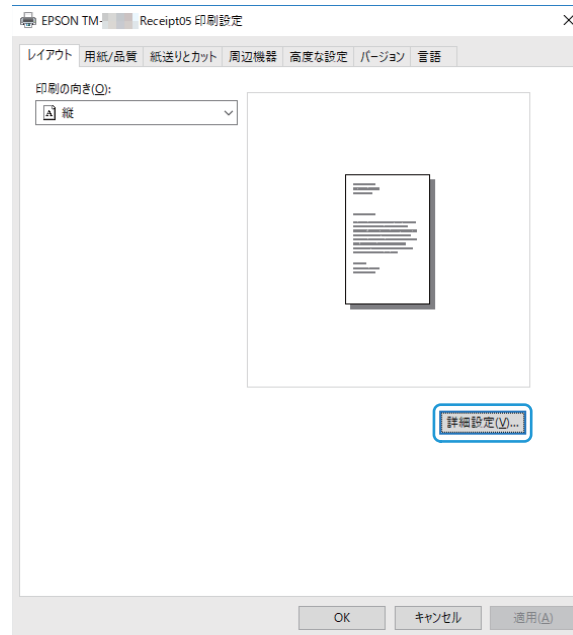 EPSON TM- Receipt05 印刷設定
レイアウト 用紙/品質 紙送りとカット 周辺機器 高度な設定 バージョン 言語
印刷の向き(O):
A 縦
詳細設定(V)...
OK キャンセル 適用(A)